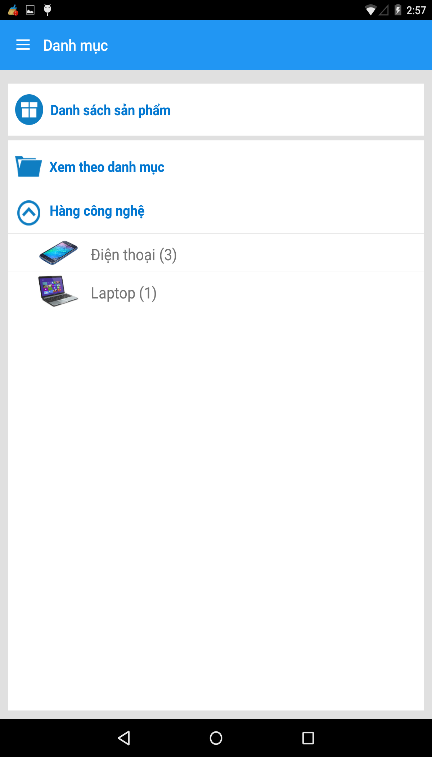 2:57
Danh mục
Danh sách sản phẩm
Xem theo danh mục
Hàng công nghệ
Điện thoại (3)
Laptop (1)